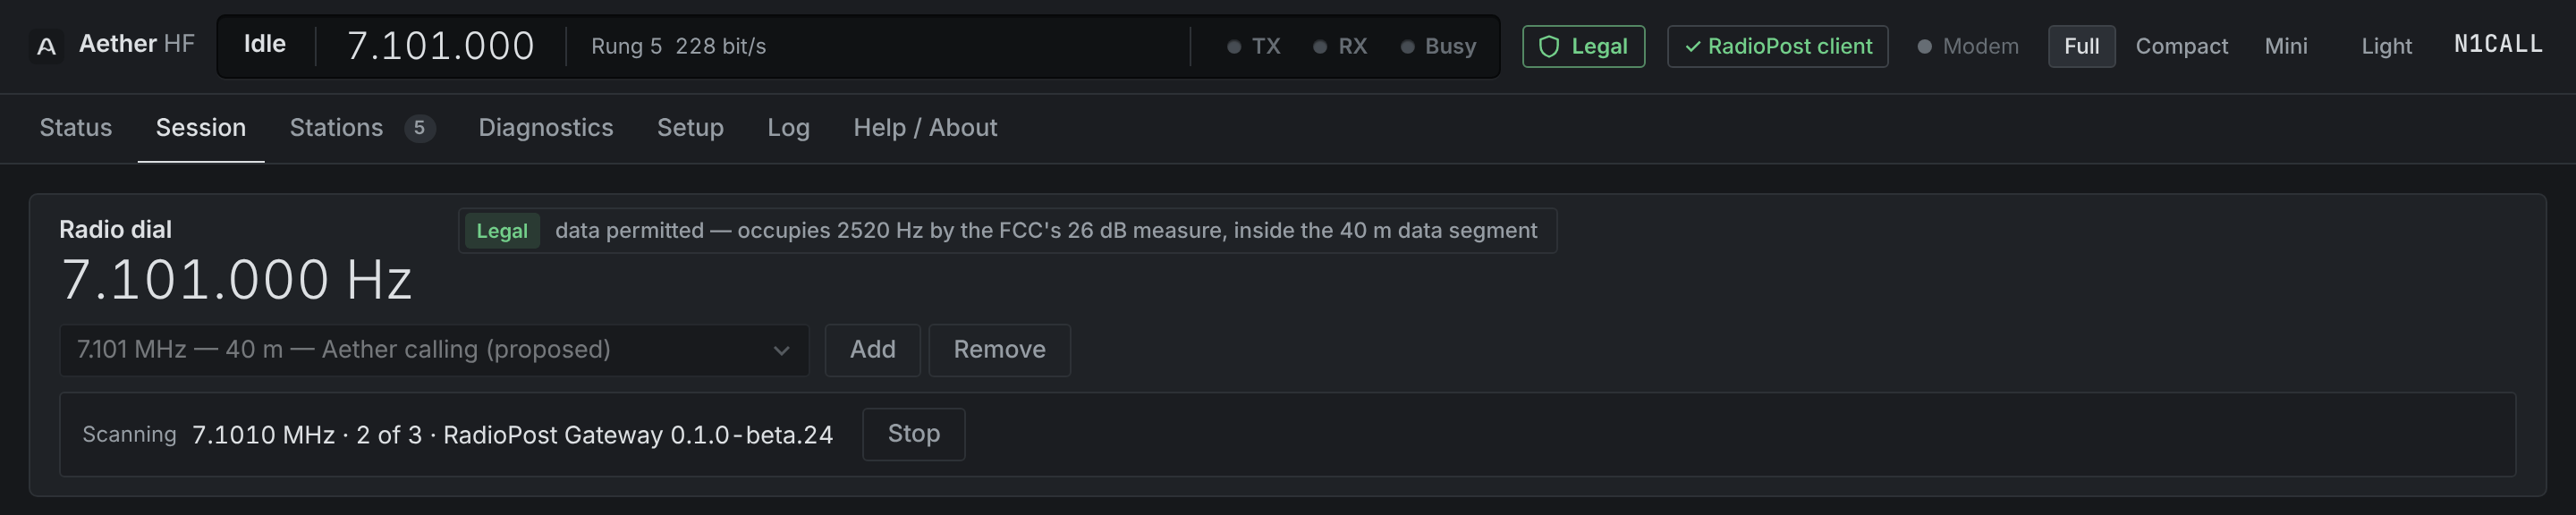 Aether HF
Idle 7.101.000 Rung 5 228 bit/s TX RX Busy
Legal
RadioPost client
Modem
Full Compact Mini Light N1CALL
Status Session Stations 5 Diagnostics Setup Log Help / About
Radio dial
Legal data permitted — occupies 2520 Hz by the FCC's 26 dB measure, inside the 40 m data segment
7.101.000 Hz
7.101 MHz — 40 m — Aether calling (proposed) Add Remove
Scanning 7.1010 MHz · 2 of 3 · RadioPost Gateway 0.1.0-beta.24 Stop